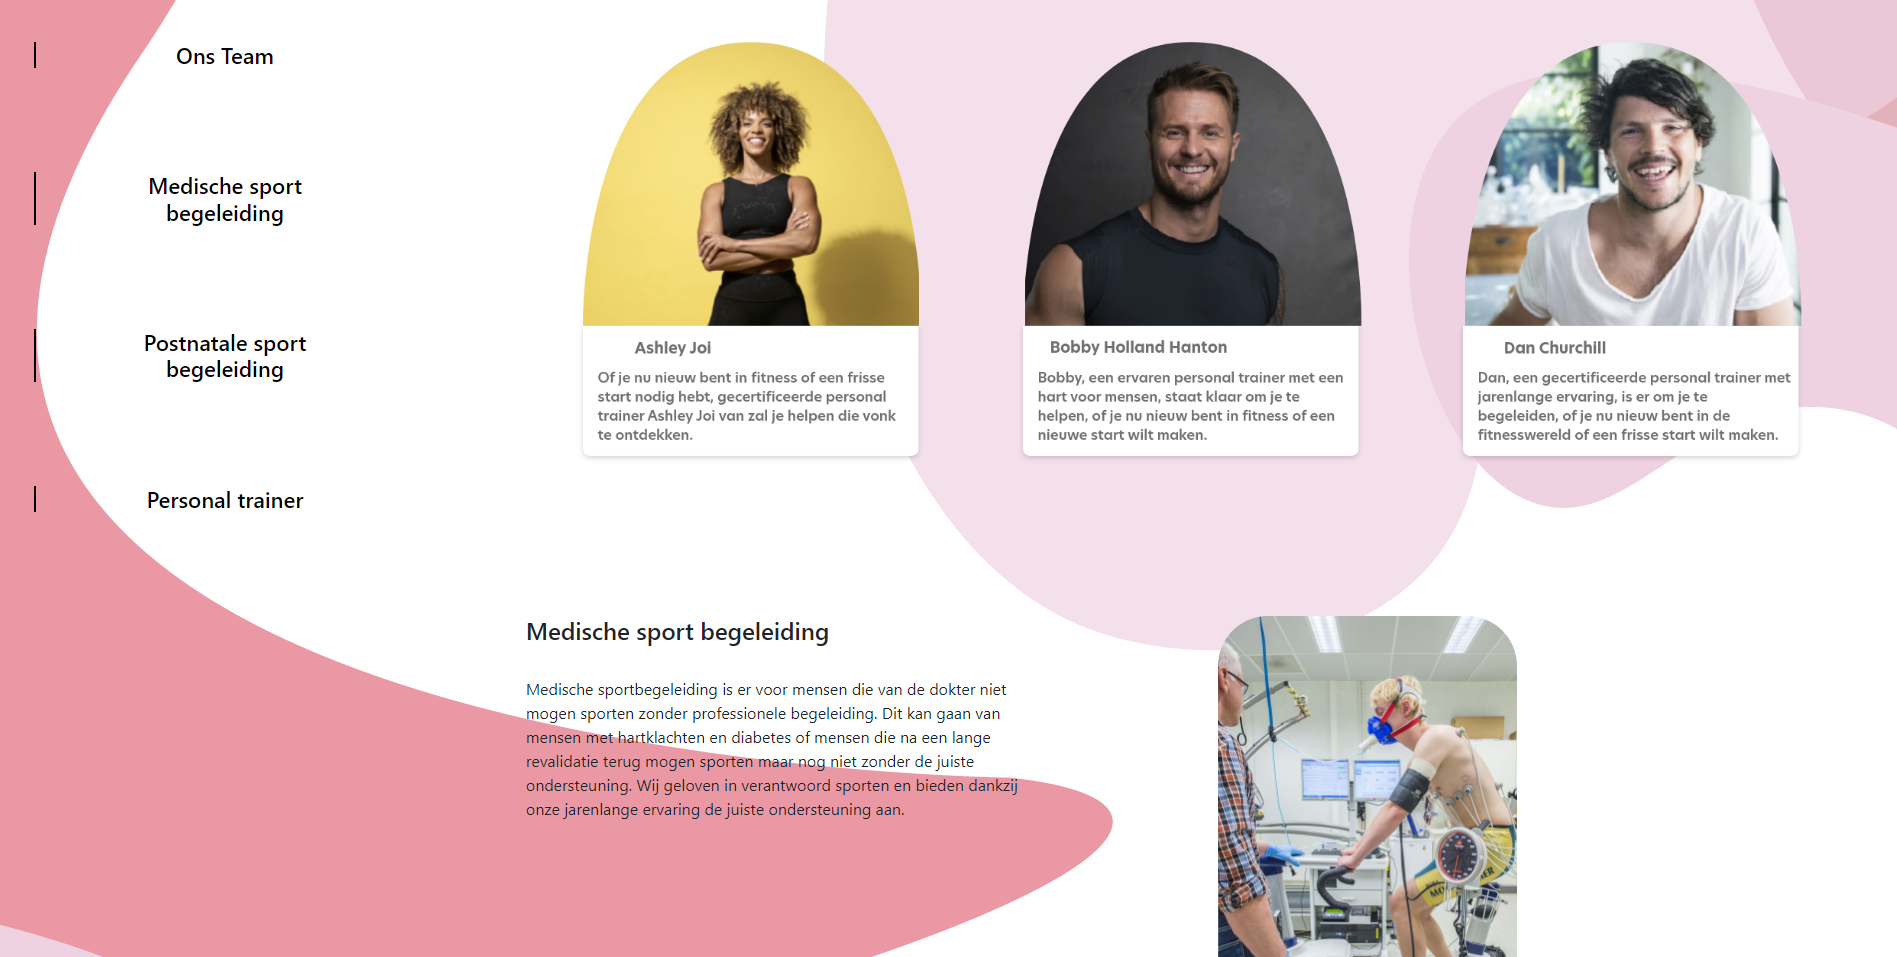 Ons Team
Medische sport
begeleiding
Postnatale sport
begeleiding
Personal trainer
Ashley Joi
Of je nu nieuw bent in fitness of een frisse
start nodig hebt, gecertificeerde personal
trainer Ashley Joi van zal je helpen die vonk
te ontdekken.
Bobby Holland Hanton
Bobby, een ervaren personal trainer met een
hart voor mensen, staat klaar om je te
helpen, of je nu nieuw bent in fitness of een
nieuwe start wilt maken.
Dan Churchill
Dan, een gecertificeerde personal trainer met
jarenlange ervaring, is er om je te
begeleiden, of je nu nieuw bent in de
fitnesswereld of een frisse start wilt maken.
Medische sport begeleiding
Medische sportbegeleiding is er voor mensen die van de dokter niet
mogen sporten zonder professionele begeleiding. Dit kan gaan van
mensen met hartklachten en diabetes of mensen die na een lange
revalidatie terug mogen sporten maar nog niet zonder de juiste
ondersteuning. Wij geloven in verantwoord sporten en bieden dankzij
onze jarenlange ervaring de juiste ondersteuning aan.